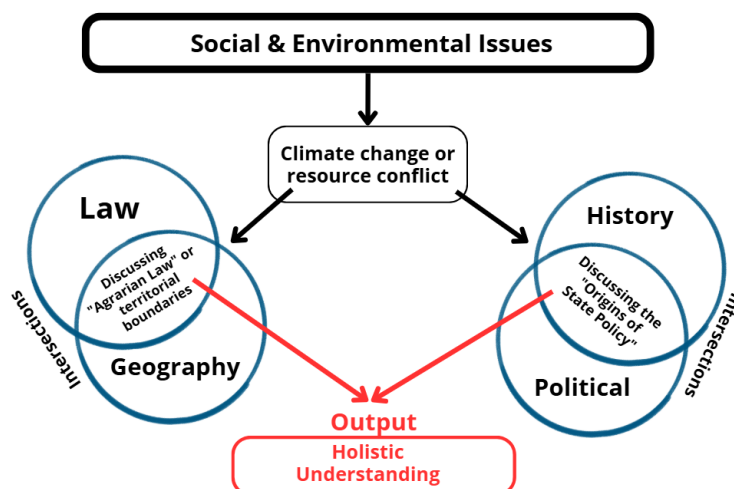 Social & Environmental Issues
Climate change or
resource conflict
Law
Discussing
"Agrarian Law" or
territorial
boundaries
Geography
Intersections
History
Discussing the
"Origins of
State Policy"
Political
Intersections
Output
Holistic
Understanding